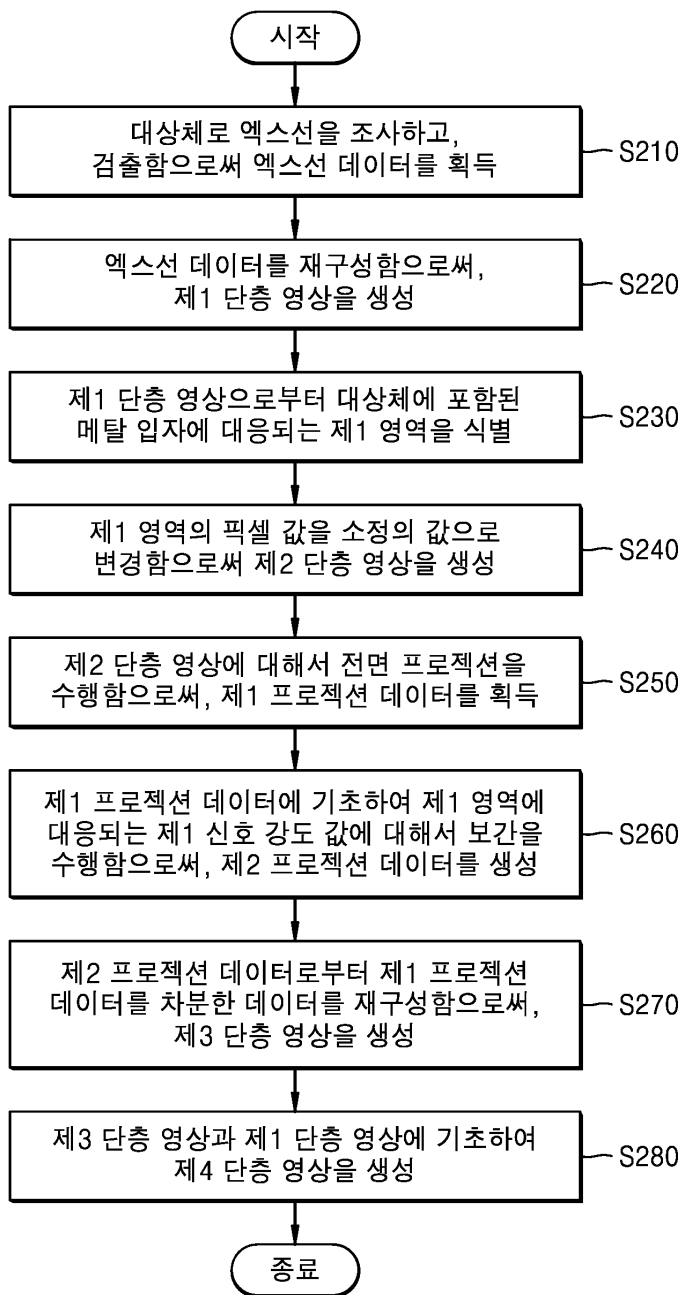 시작
대상체로 엑스선을 조사하고,
검출함으로써 엑스선 데이터를 획득
S210
엑스선 데이터를 재구성함으로써,
제1 단층 영상을 생성
S220
제1 단층 영상으로부터 대상체에 포함된
메탈 입자에 대응되는 제1 영역을 식별
S230
제1 영역의 픽셀 값을 소정의 값으로
변경함으로써 제2 단층 영상을 생성
S240
제2 단층 영상에 대해서 전면 프로젝션을
수행함으로써, 제1 프로젝션 데이터를 획득
S250
제1 프로젝션 데이터에 기초하여 제1 영역에
대응되는 제1 신호 강도 값에 대해서 보간을
수행함으로써, 제2 프로젝션 데이터를 생성
S260
제2 프로젝션 데이터로부터 제1 프로젝션
데이터를 차분한 데이터를 재구성함으로써,
제3 단층 영상을 생성
S270
제3 단층 영상과 제1 단층 영상에 기초하여
제4 단층 영상을 생성
S280
종료